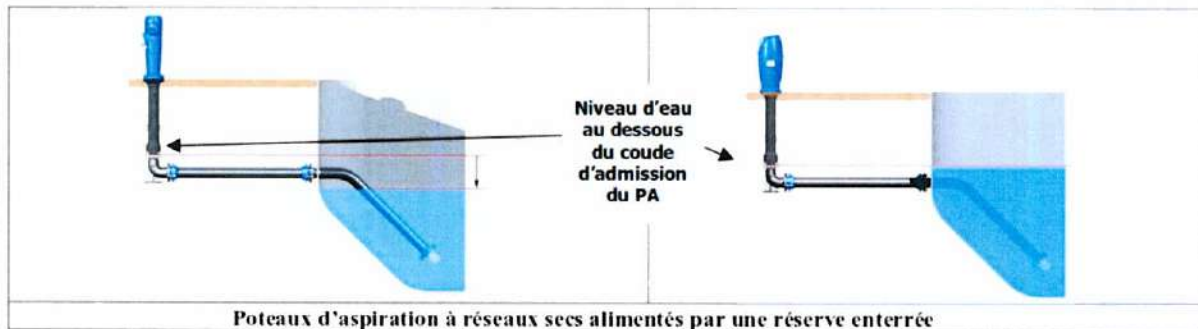 Niveau d'eau
au dessous
du coude
d'admission
du PA
Poteaux d'aspiration à réseaux secs alimentés par une réserve enterrée